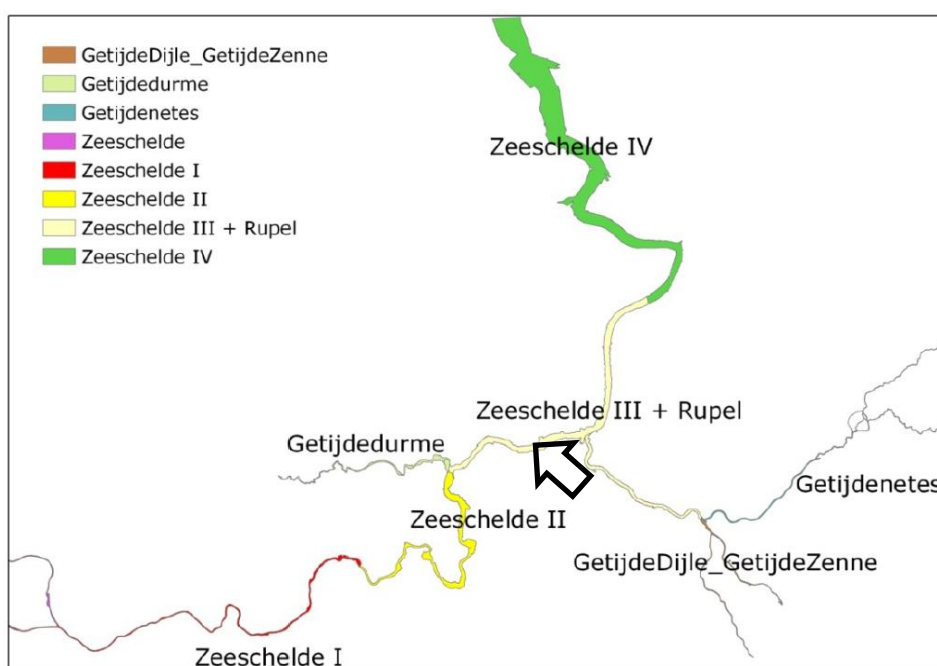 GetijdeDijle_GetijdeZenne
Getijdedurme
Getijdenetes
Zeeschelde
Zeeschelde I
Zeeschelde II
Zeeschelde III + Rupel
Zeeschelde IV
Zeeschelde IV
Zeeschelde III + Rupel
Getijdedurme
Getijdenetes
Zeeschelde II
GetijdeDijle_GetijdeZenne
Zeeschelde I